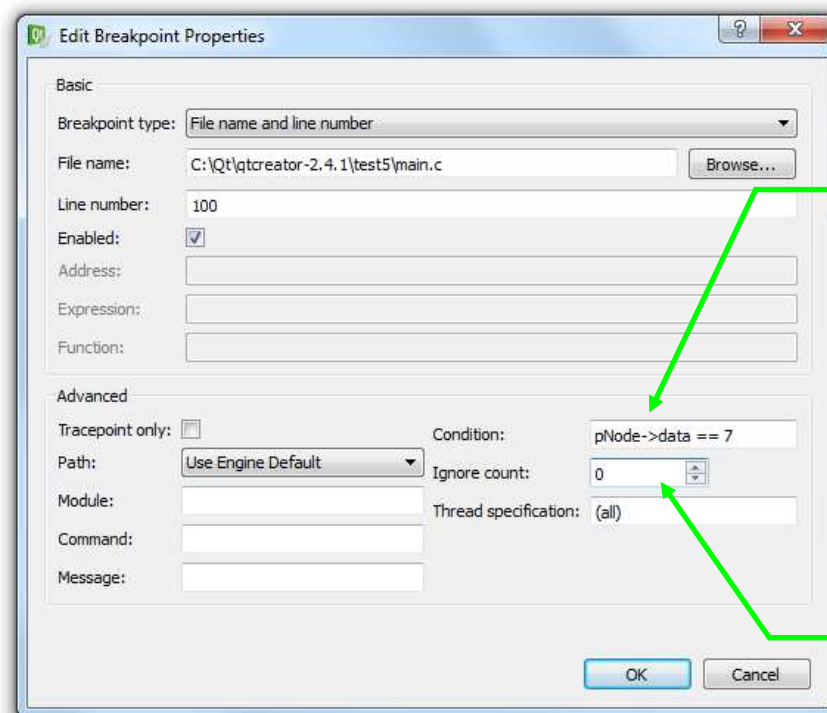 Edit Breakpoint Properties
Basic
Breakpoint type: File name and line number
File name: C:\Qt\qtcreator-2.4.1\test5\main.c Browse...
Line number: 100
Enabled:
Address:
Expression:
Function:
Advanced
Tracepoint only:
Condition: pNode->data == 7
Path: Use Engine Default
Ignore count: 0
Module:
Thread specification: (all)
Command:
Message:
OK Cancel